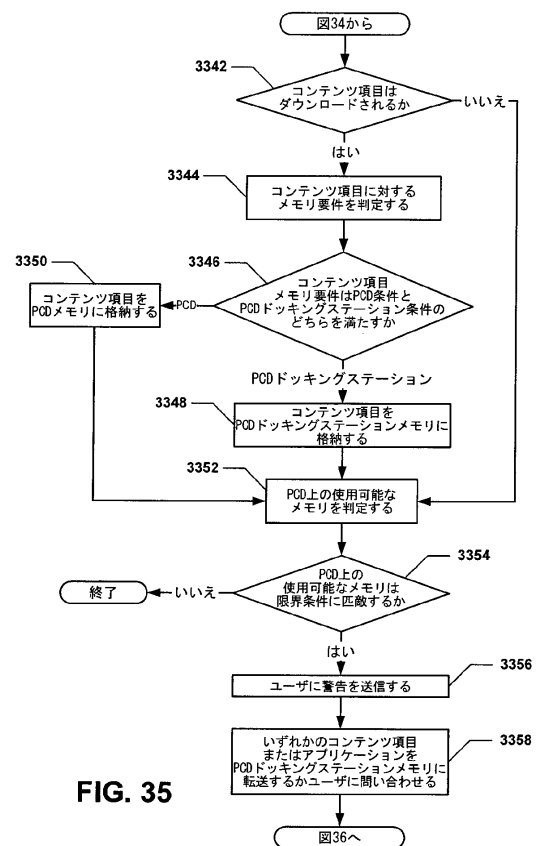 図34から
3342
コンテンツ項目は
ダウンロードされるか
いいえ
はい
3344
コンテンツ項目に対する
メモリ要件を判定する
3350
コンテンツ項目を
PCDメモリに格納する
3346
コンテンツ項目
メモリ要件はPCD条件と
PCDドッキングステーション条件の
どちらを満たすか
PCD
PCDドッキングステーション
3348
コンテンツ項目を
PCDドッキングステーションメモリに
格納する
3352
PCD上の使用可能な
メモリを判定する
3354
PCD上の
使用可能なメモリは
限界条件に匹敵するか
いいえ
終了
はい
3356
ユーザに警告を送信する
3358
いずれかのコンテンツ項目
またはアプリケーションを
PCDドッキングステーションメモリに
転送するかユーザに問い合わせる
FIG. 35
図36へ